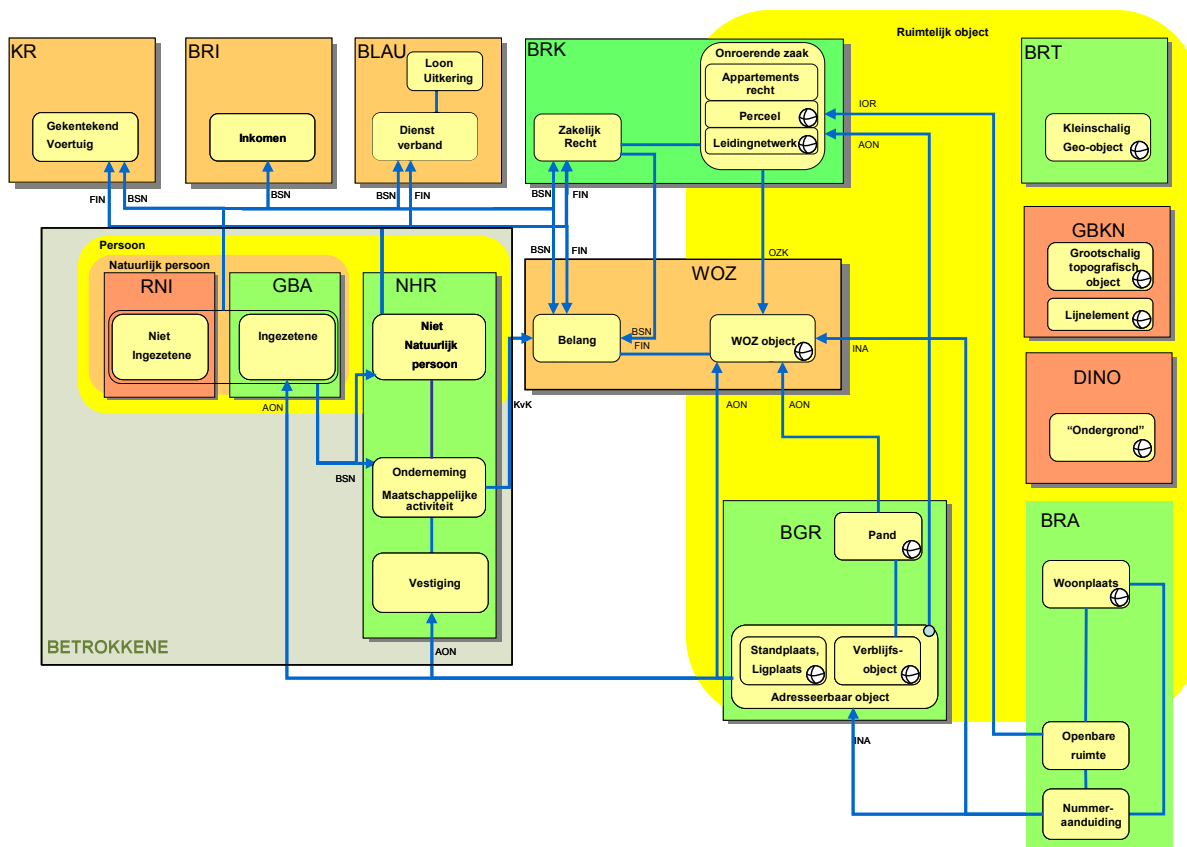 Ruimtelijk object
KR
BRI
BLAU
BRK
BRT
Loon
Uitkering
Onroerende zaak
Appartements
recht
Perceel
Leidingnetwerk
Gekentekend
Voertuig
Inkomen
Dienst
verband
Zakelijk
Recht
Kleinschalig
Geo-object
IOR
AON
FIN
BSN
BSN
BSN
FIN
BSN
FIN
GBKN
Grootschalig
topografisch
object
Lijnelement
Persoon
Natuurlijk persoon
RNI
GBA
NHR
BSN
FIN
OZK
WOZ
Niet
Ingezetene
Ingezetene
Niet
Natuurlijk
persoon
Belang
BSN
FIN
WOZ object
INA
DINO
"Ondergrond"
AON
KvK
AON
AON
BSN
Onderneming
Maatschappelijke
activiteit
Vestiging
BGR
Pand
BRA
Woonplaats
BETROKKENE
AON
Standplaats,
Ligplaats
Verblijfs-
object
Adresseerbaar object
INA
Openbare
ruimte
Nummer-
aanduiding